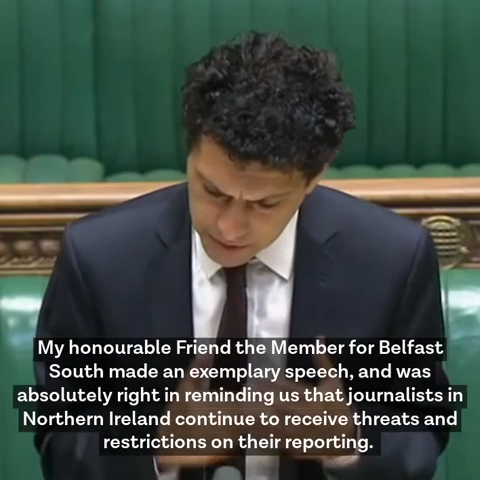 My honourable Friend the Member for Belfast
South made an exemplary speech, and was
absolutely right in reminding us that journalists in
Northern Ireland continue to receive threats and
restrictions on their reporting.